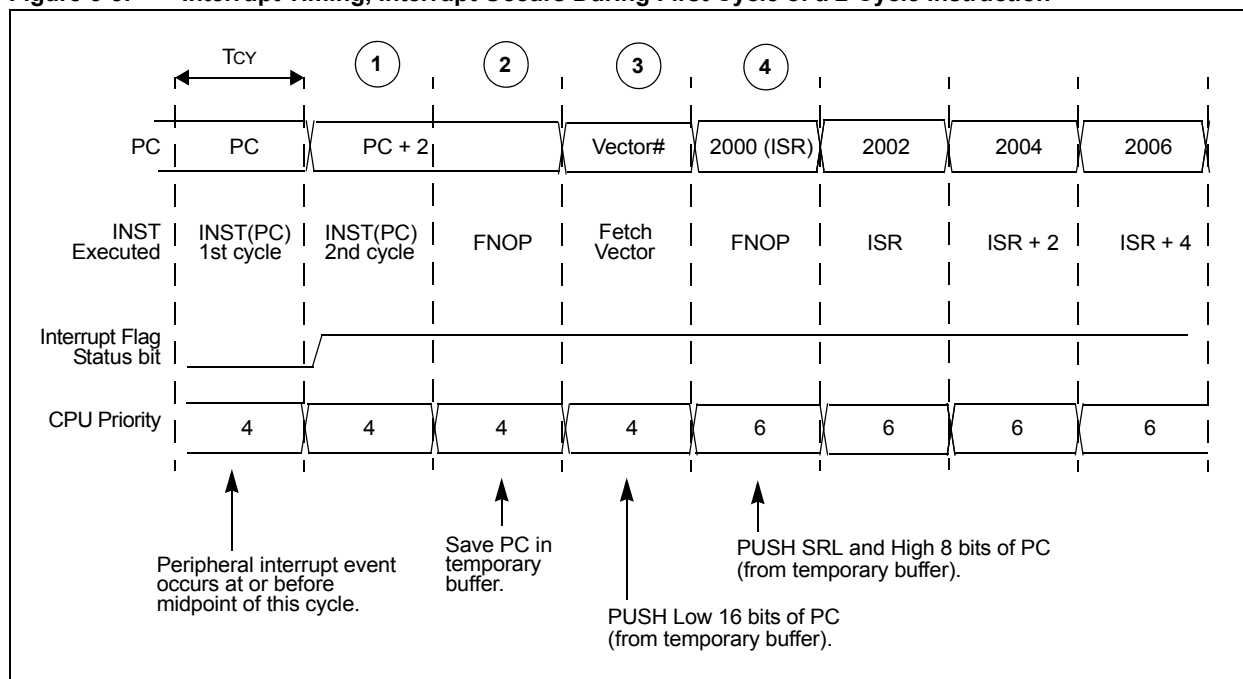 Figure 6-5: Interrupt Timing, Interrupt Occurs During First Cycle of a 2-Cycle Instruction
TCY 1 2 3 4
PC PC PC + 2 Vector# 2000 (ISR) 2002 2004 2006
INST Executed
INST(PC) 1st cycle
INST(PC) 2nd cycle
FNOP
Fetch Vector
FNOP
ISR
ISR + 2
ISR + 4
Interrupt Flag
Status bit
CPU Priority 4 4 4 4 6 6 6 6
Peripheral interrupt event
occurs at or before
midpoint of this cycle.
Save PC in
temporary
buffer.
PUSH Low 16 bits of PC
(from temporary buffer).
PUSH SRL and High 8 bits of PC
(from temporary buffer).